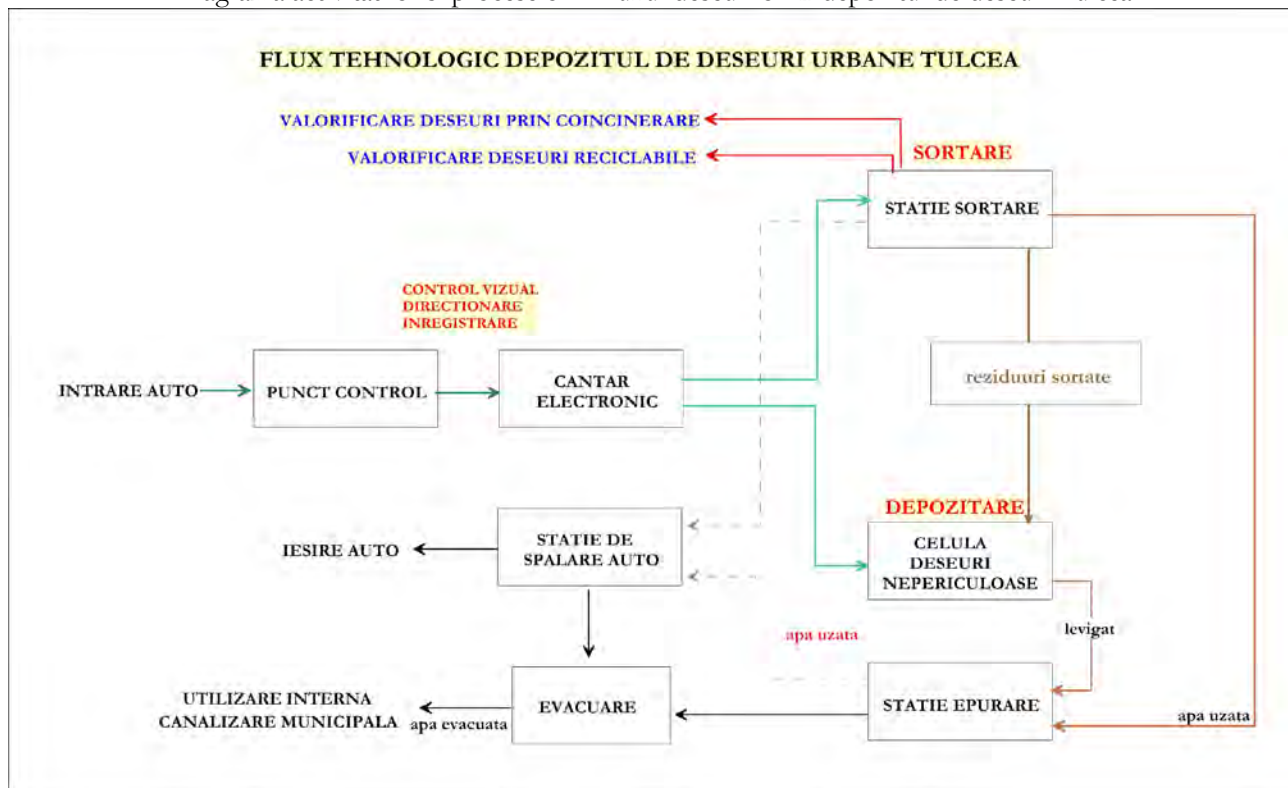 FLUX TEHNOLOGIC DEPOZITUL DE DESEURI URBANE TULCEA
VALORIFICARE DESEURI PRIN COINCINERARE
VALORIFICARE DESEURI RECICLABILE
SORTARE
STATIE SORTARE
CONTROL VIZUAL
DIRECTIONARE
INREGISTRARE
INTRARE AUTO
PUNCT CONTROL
CANTAR
ELECTRONIC
reziduuri sortate
DEPOZITARE
IESIRE AUTO
STATIE DE
SPALARE AUTO
CELULA
DESEURI
NEPERICULOASE
levigat
apa uzata
UTILIZARE INTERNA
CANALIZARE MUNICIPALA
apa evacuata
EVACUARE
STATIE EPURARE
apa uzata